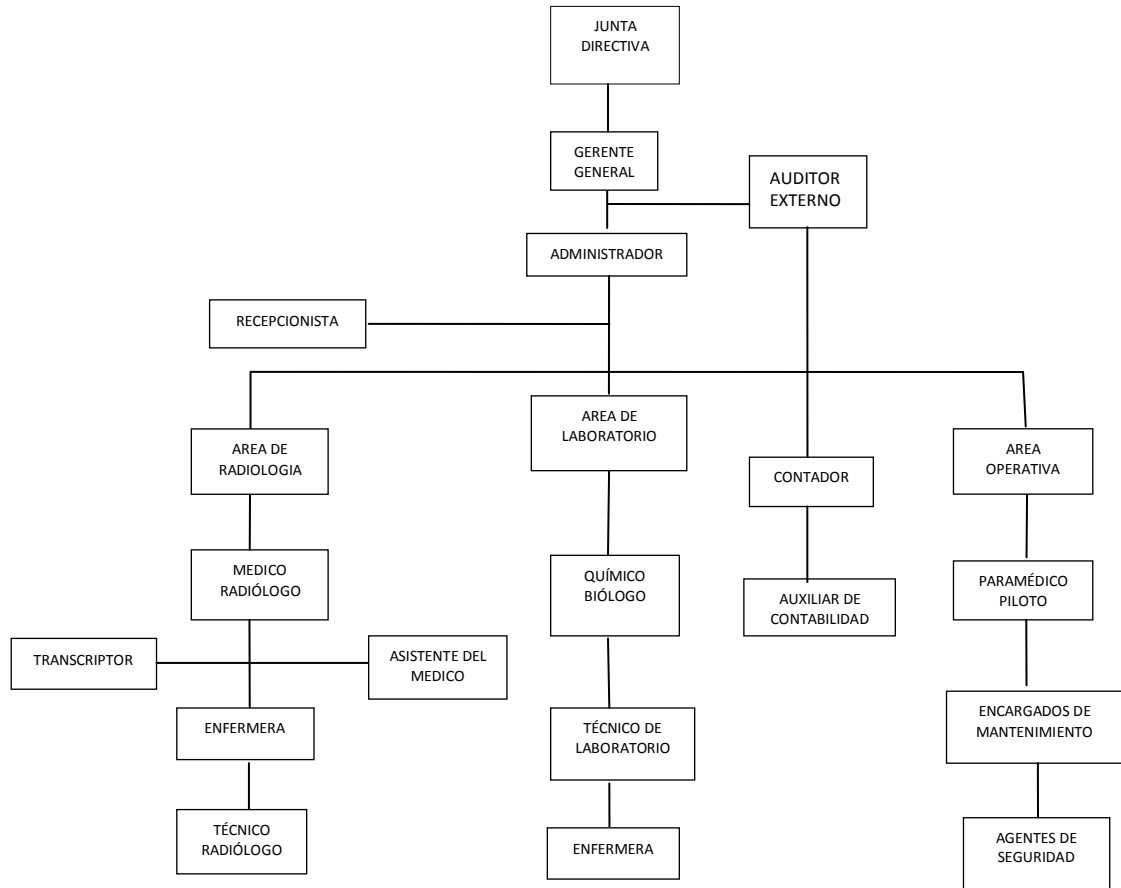 JUNTA
DIRECTIVA
GERENTE
GENERAL
AUDITOR
EXTERNO
ADMINISTRADOR
RECEPCIONISTA
AREA DE
RADIOLOGIA
AREA DE
LABORATORIO
CONTADOR
AREA
OPERATIVA
MEDICO
RADIÓLOGO
QUÍMICO
BIÓLOGO
AUXILIAR DE
CONTABILIDAD
PARAMÉDICO
PILOTO
TRANSCRIPTOR
ASISTENTE DEL
MEDICO
ENFERMERA
TÉCNICO DE
LABORATORIO
ENCARGADOS DE
MANTENIMIENTO
TÉCNICO
RADIÓLOGO
ENFERMERA
AGENTES DE
SEGURIDAD